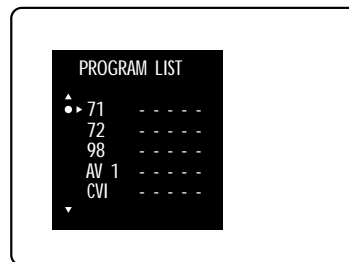 PROGRAM LIST
71 - - - - -
72 - - - - -
98 - - - - -
AV 1 - - - - -
CVI - - - - -